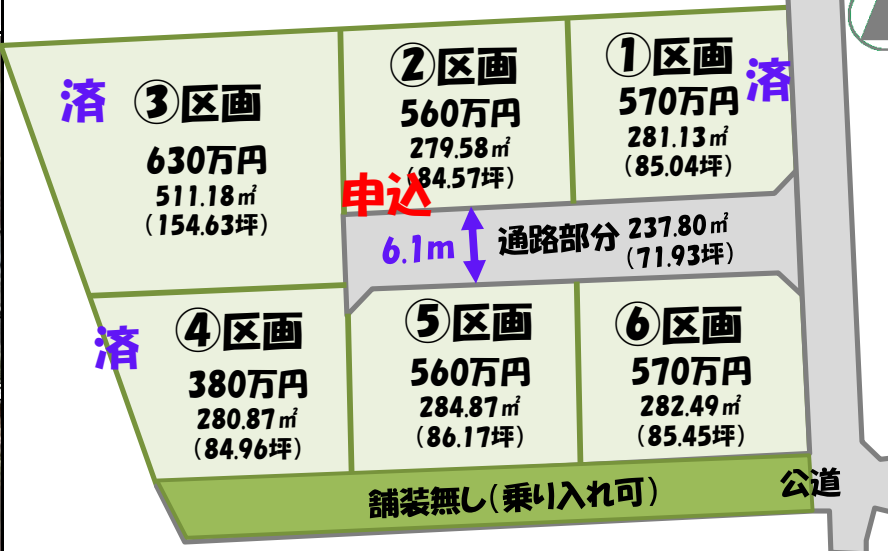 済
③区画
630万円
511.18㎡
(154.63坪)
②区画
560万円
279.58㎡
(84.57坪)
申込
①区画
済
570万円
281.13㎡
(85.04坪)
6.1m
通路部分 237.80㎡
(71.93坪)
済
④区画
380万円
280.87㎡
(84.96坪)
⑤区画
560万円
284.87㎡
(86.17坪)
⑥区画
570万円
282.49㎡
(85.45坪)
舗装無し(乗り入れ可)
公道